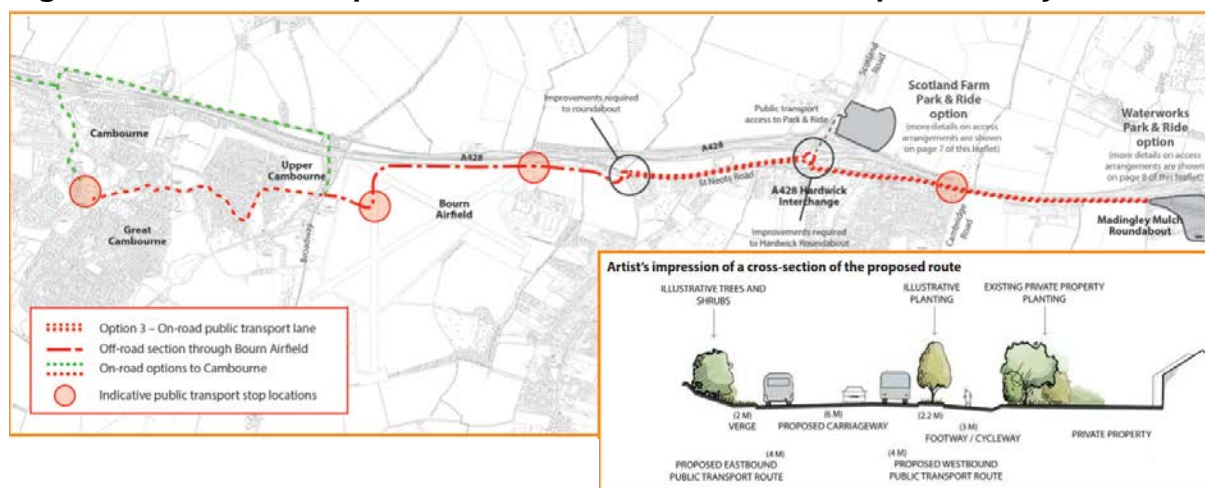 Improvements required
to roundabout
Public transport
access to Park & Ride
Scotland
Road
Scotland Farm
Park & Ride
option
(more details on access
arrangements are shown
on page 7 of this leaflet)
Waterworks
Park & Ride
option
(more details on access
arrangements are shown
on page 8 of this leaflet)
Cambourne
Upper
Cambourne
A428
A428
St Neots Road
Bourn
Airfield
A428 Hardwick
Interchange
Great
Cambourne
Broadway
Improvements required
to Hardwick Roundabout
Cambridge
Road
Madingley Mulch
Roundabout
Option 3 – On-road public transport lane
Off-road section through Bourn Airfield
On-road options to Cambourne
Indicative public transport stop locations
Artist's impression of a cross-section of the proposed route
ILLUSTRATIVE TREES AND
SHRUBS
ILLUSTRATIVE
PLANTING
EXISTING PRIVATE PROPERTY
PLANTING
(2 M)
VERGE
(6 M)
PROPOSED CARRIAGEWAY
(2.2 M)
(3 M)
FOOTWAY / CYCLEWAY
PRIVATE PROPERTY
(4 M)
PROPOSED EASTBOUND
PUBLIC TRANSPORT ROUTE
(4 M)
PROPOSED WESTBOUND
PUBLIC TRANSPORT ROUTE